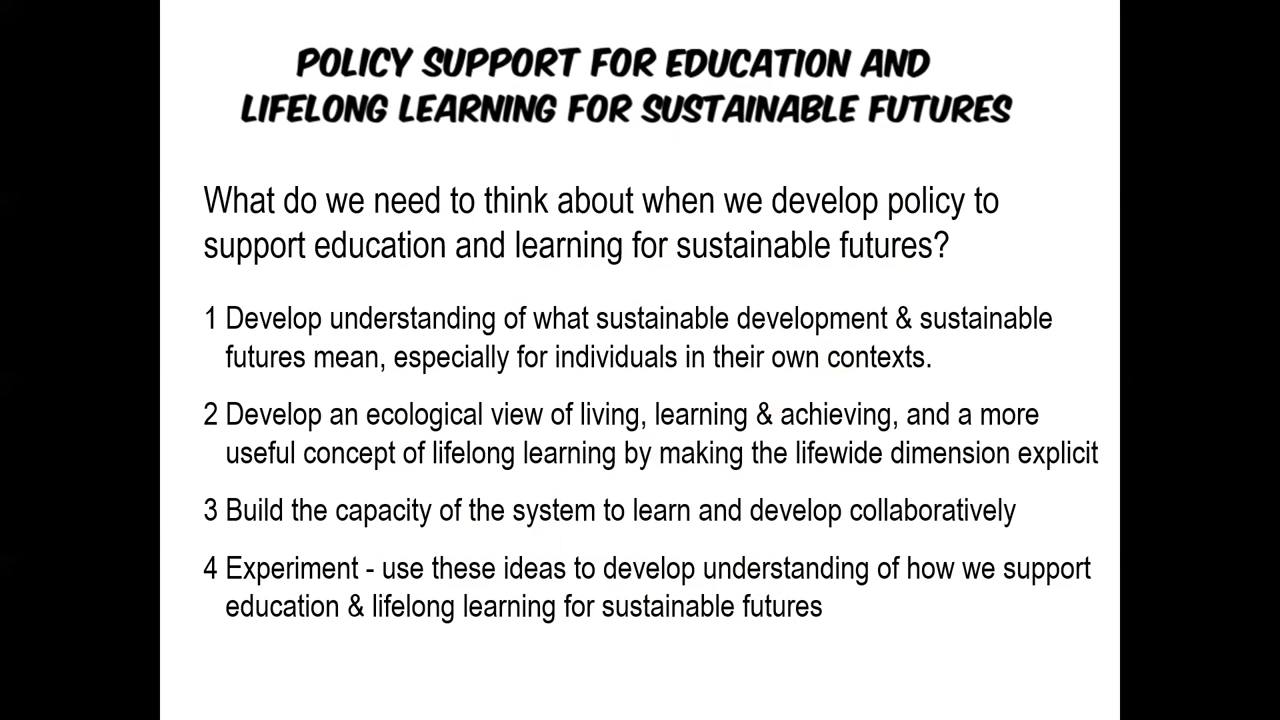 POLICY SUPPORT FOR EDUCATION AND
LIFELONG LEARNING FOR SUSTAINABLE FUTURES
What do we need to think about when we develop policy to
support education and learning for sustainable futures?
1 Develop understanding of what sustainable development & sustainable
futures mean, especially for individuals in their own contexts.
2 Develop an ecological view of living, learning & achieving, and a more
useful concept of lifelong learning by making the lifewide dimension explicit
3 Build the capacity of the system to learn and develop collaboratively
4 Experiment - use these ideas to develop understanding of how we support
education & lifelong learning for sustainable futures